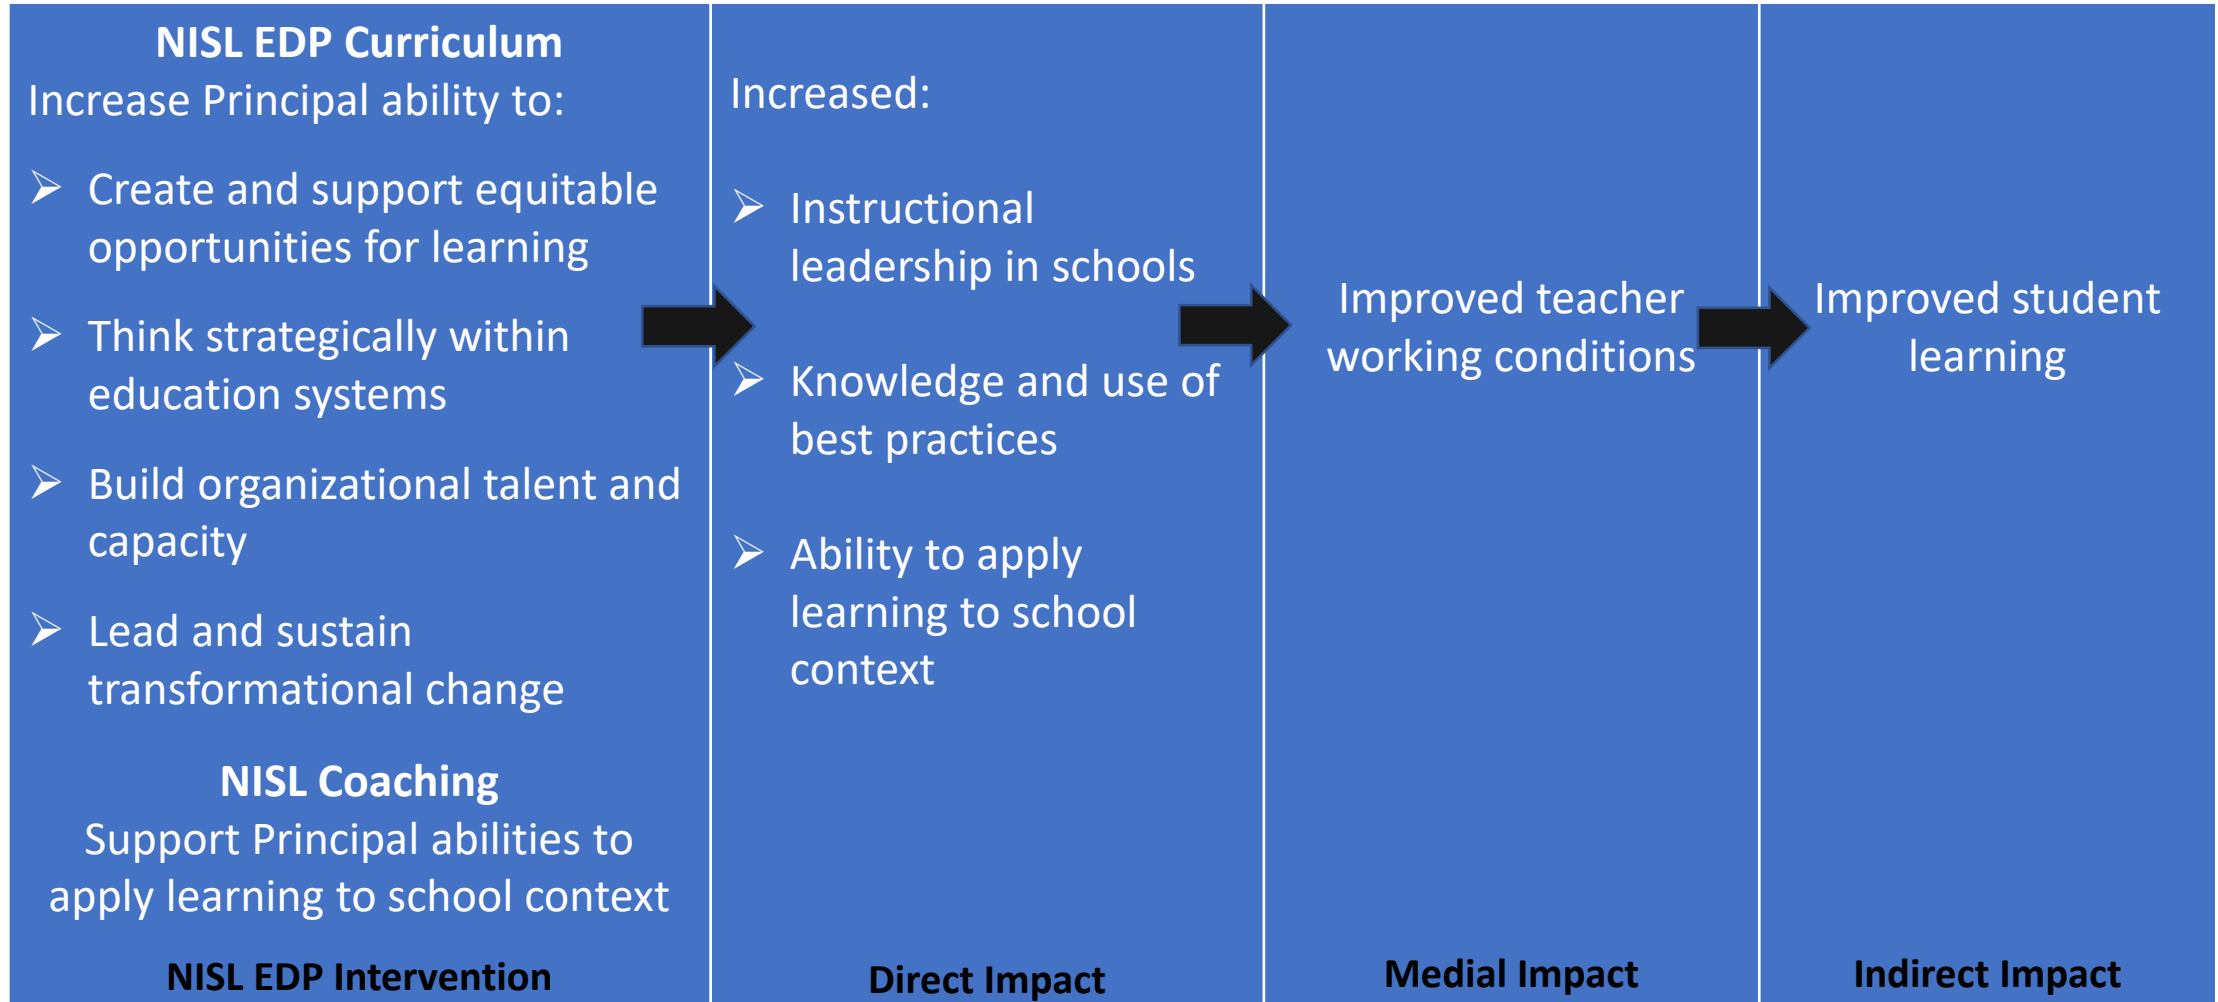 NISL EDP Curriculum
Increase Principal ability to:
➢ Create and support equitable
opportunities for learning
➢ Think strategically within
education systems
➢ Build organizational talent and
capacity
➢ Lead and sustain
transformational change
NISL Coaching
Support Principal abilities to
apply learning to school context
NISL EDP Intervention
Increased:
➢ Instructional
leadership in schools
➢ Knowledge and use of
best practices
➢ Ability to apply
learning to school
context
Direct Impact
Improved teacher
working conditions
Medial Impact
Improved student
learning
Indirect Impact